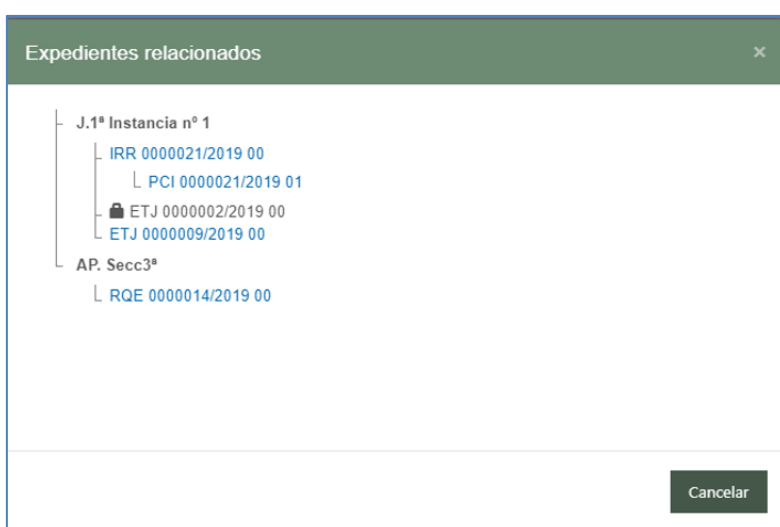 Expedientes relacionados ×
J.1ª Instancia nº 1
IRR 0000021/2019 00
PCI 0000021/2019 01
ETJ 0000002/2019 00
ETJ 0000009/2019 00
AP. Secc3ª
RQE 0000014/2019 00
Cancelar